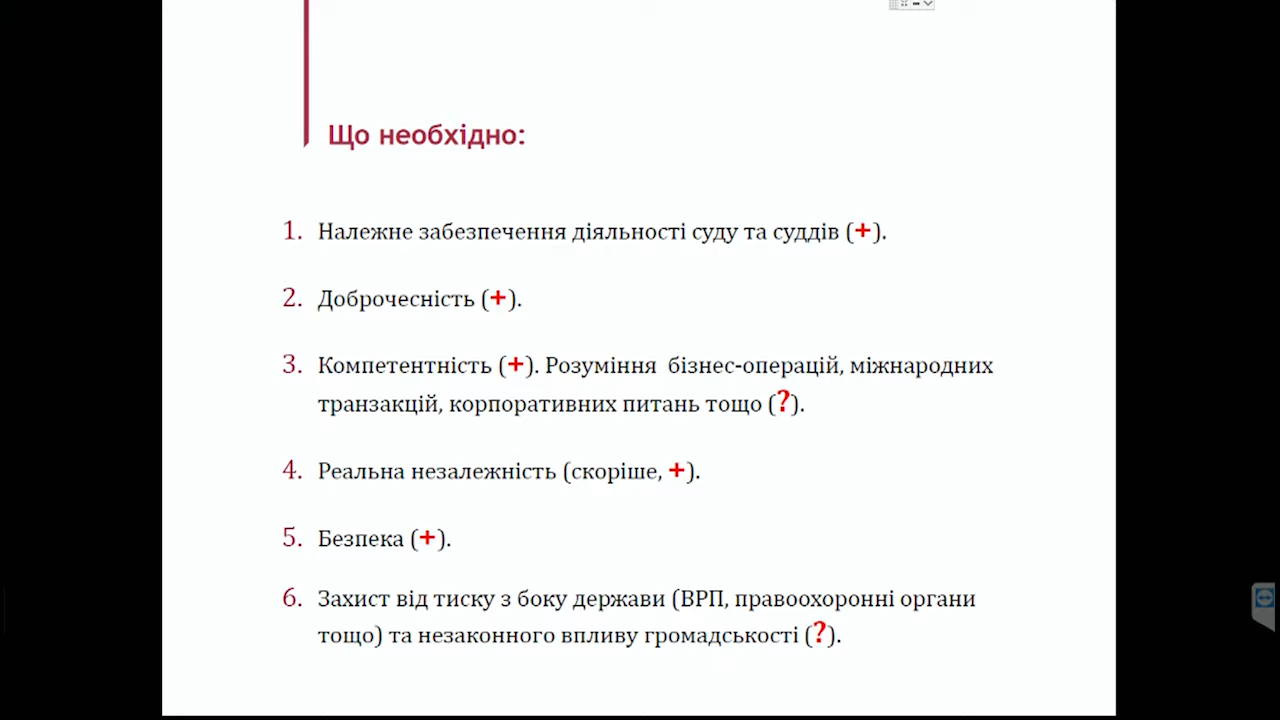 Що необхідно:
1. Належне забезпечення діяльності суду та суддів (+).
2. Доброчесність (+).
3. Компетентність (+). Розуміння бізнес-операцій, міжнародних
транзакцій, корпоративних питань тощо (?).
4. Реальна незалежність (скоріше, +).
5. Безпека (+).
6. Захист від тиску з боку держави (ВРП, правоохоронні органи
тощо) та незаконного впливу громадськості (?).